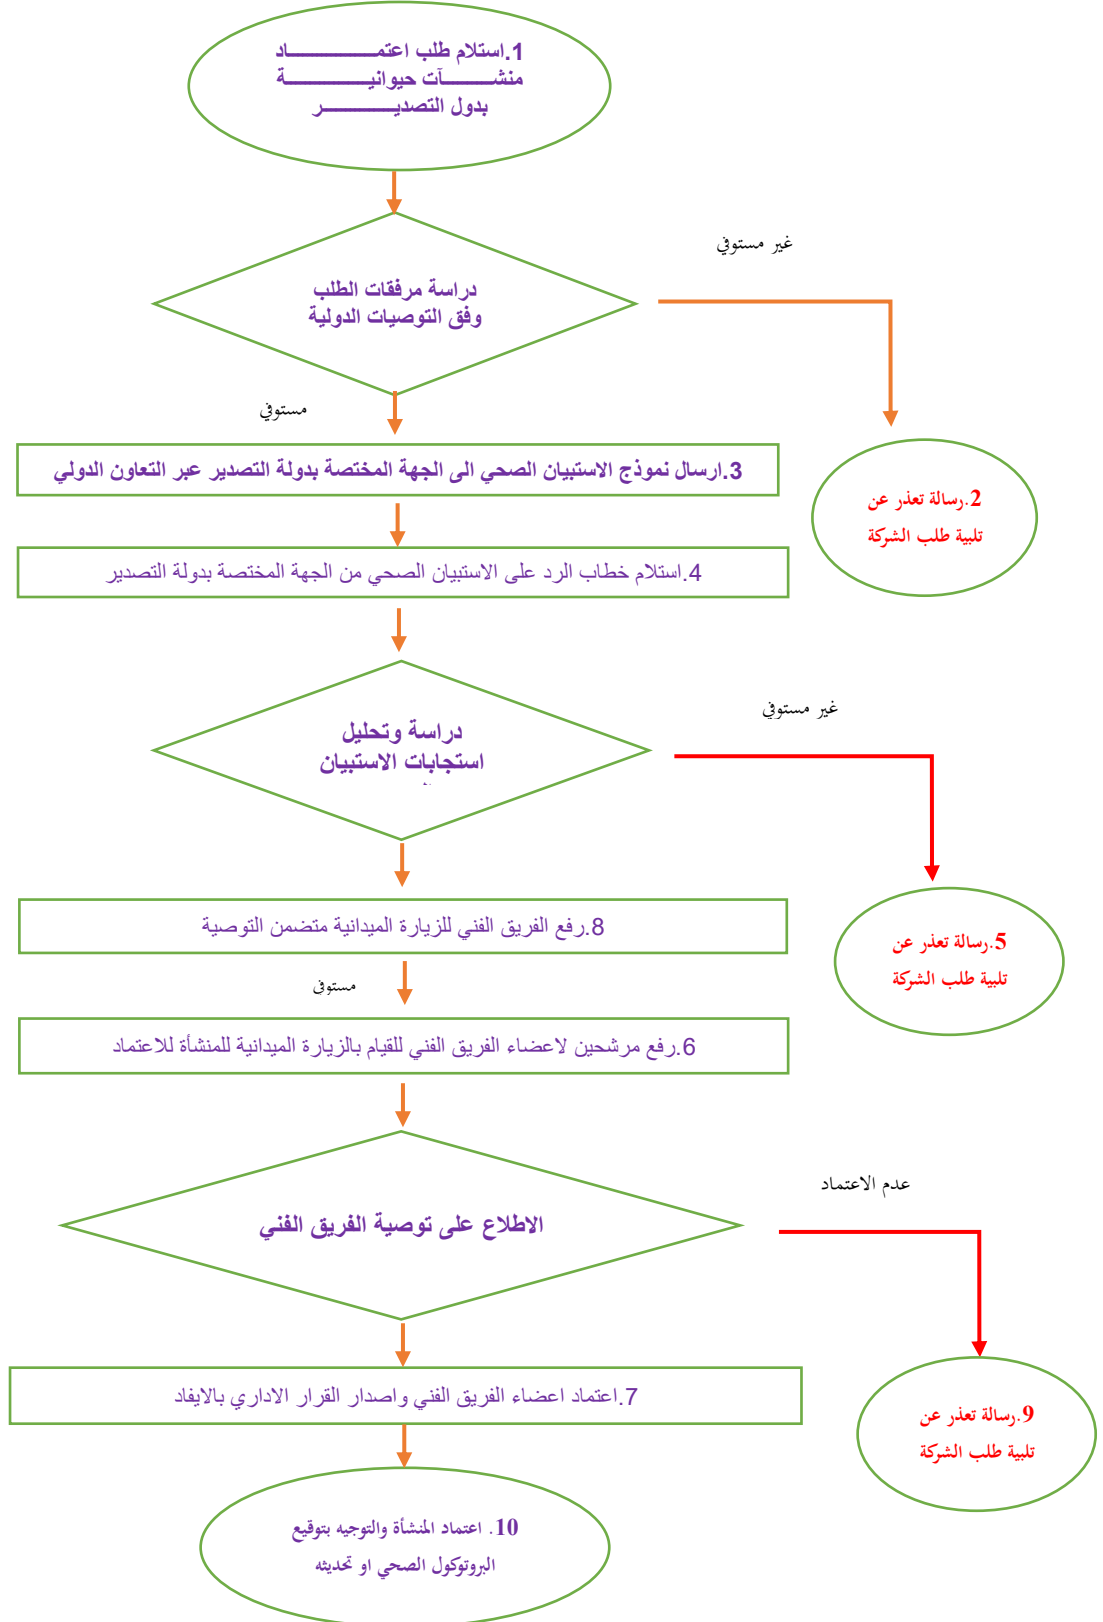 1.استلام طلب اعتمـــــــــــــاد
منشـــــــــآت حيوانيـــــــــــــة
بدول التصديـــــــــــــر
غير مستوفي
دراسة مرفقات الطلب
وفق التوصيات الدولية
مستوفي
3.ارسال نموذج الاستبيان الصحي الى الجهة المختصة بدولة التصدير عبر التعاون الدولي
2.رسالة تعذر عن
تلبية طلب الشركة
4.استلام خطاب الرد على الاستبيان الصحي من الجهة المختصة بدولة التصدير
غير مستوفي
دراسة وتحليل
استجابات الاستبيان
8.رفع الفريق الفني للزيارة الميدانية متضمن التوصية
5.رسالة تعذر عن
تلبية طلب الشركة
مستوفي
6.رفع مرشحين لاعضاء الفريق الفني للقيام بالزيارة الميدانية للمنشأة للاعتماد
عدم الاعتماد
الاطلاع على توصية الفريق الفني
7.اعتماد اعضاء الفريق الفني واصدار القرار الاداري بالايفاد
9.رسالة تعذر عن
تلبية طلب الشركة
10. اعتماد المنشأة والتوجيه بتوقيع
البروتوكول الصحي او تحديثه